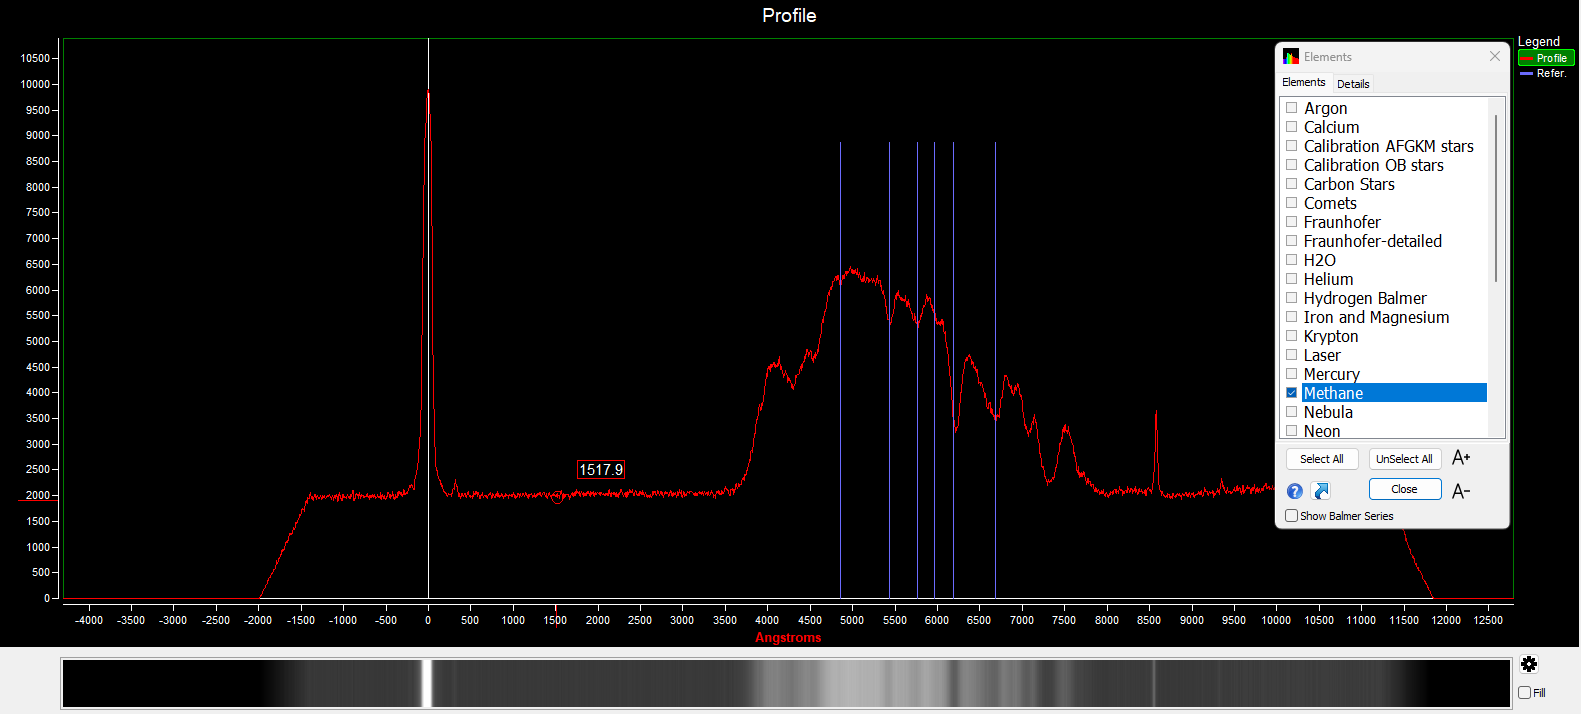 Profile
10500
10000
9500
9000
8500
8000
7500
7000
6500
6000
5500
5000
4500
4000
3500
3000
2500
2000
1500
1000
500
0
1517.9
-4000 -3500 -3000 -2500 -2000 -1500 -1000 -500 0 500 1000 1500 2000 2500 3000 3500 4000 4500 5000 5500 6000 6500 7000 7500 8000 8500 9000 9500 10000 10500 11000 11500 12000 12500
Angstroms
Legend
Profile
Refer.
Elements
Elements Details
Argon
Calcium
Calibration AFGKM stars
Calibration OB stars
Carbon Stars
Comets
Fraunhofer
Fraunhofer-detailed
H2O
Helium
Hydrogen Balmer
Iron and Magnesium
Krypton
Laser
Mercury
Methane
Nebula
Neon
Select All UnSelect All A+
? Close A-
Show Balmer Series
Fill